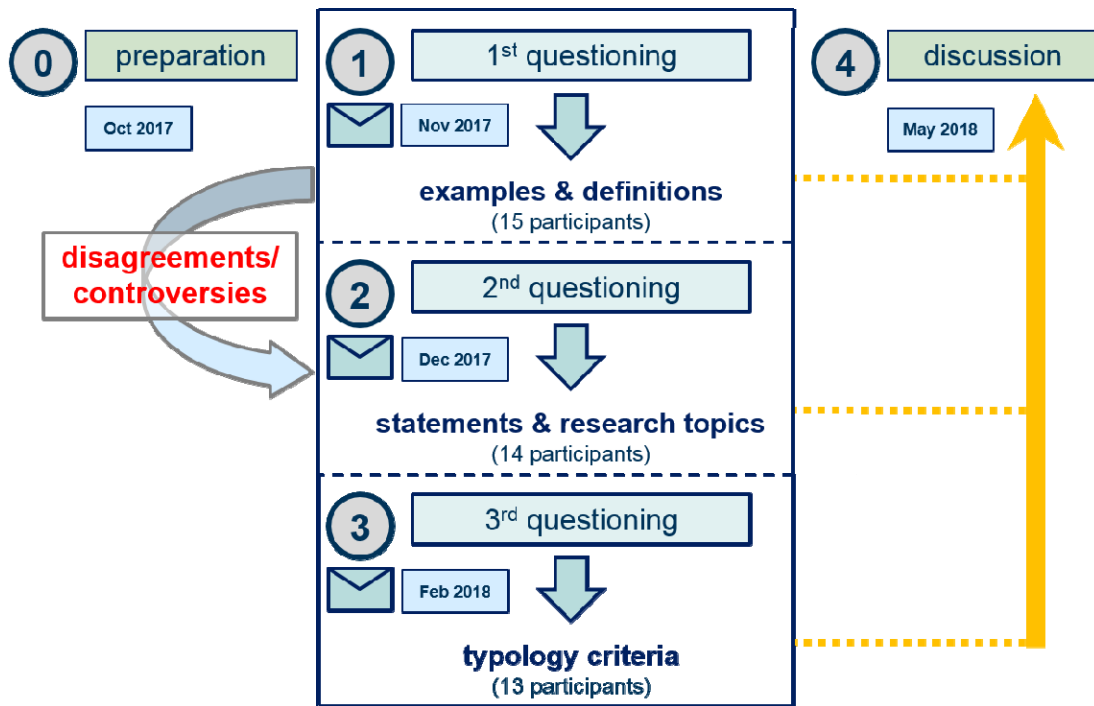 0
preparation
Oct 2017
disagreements/
controversies
1
1st questioning
Nov 2017
examples & definitions
(15 participants)
2
2nd questioning
Dec 2017
statements & research topics
(14 participants)
3
3rd questioning
Feb 2018
typology criteria
(13 participants)
4
discussion
May 2018